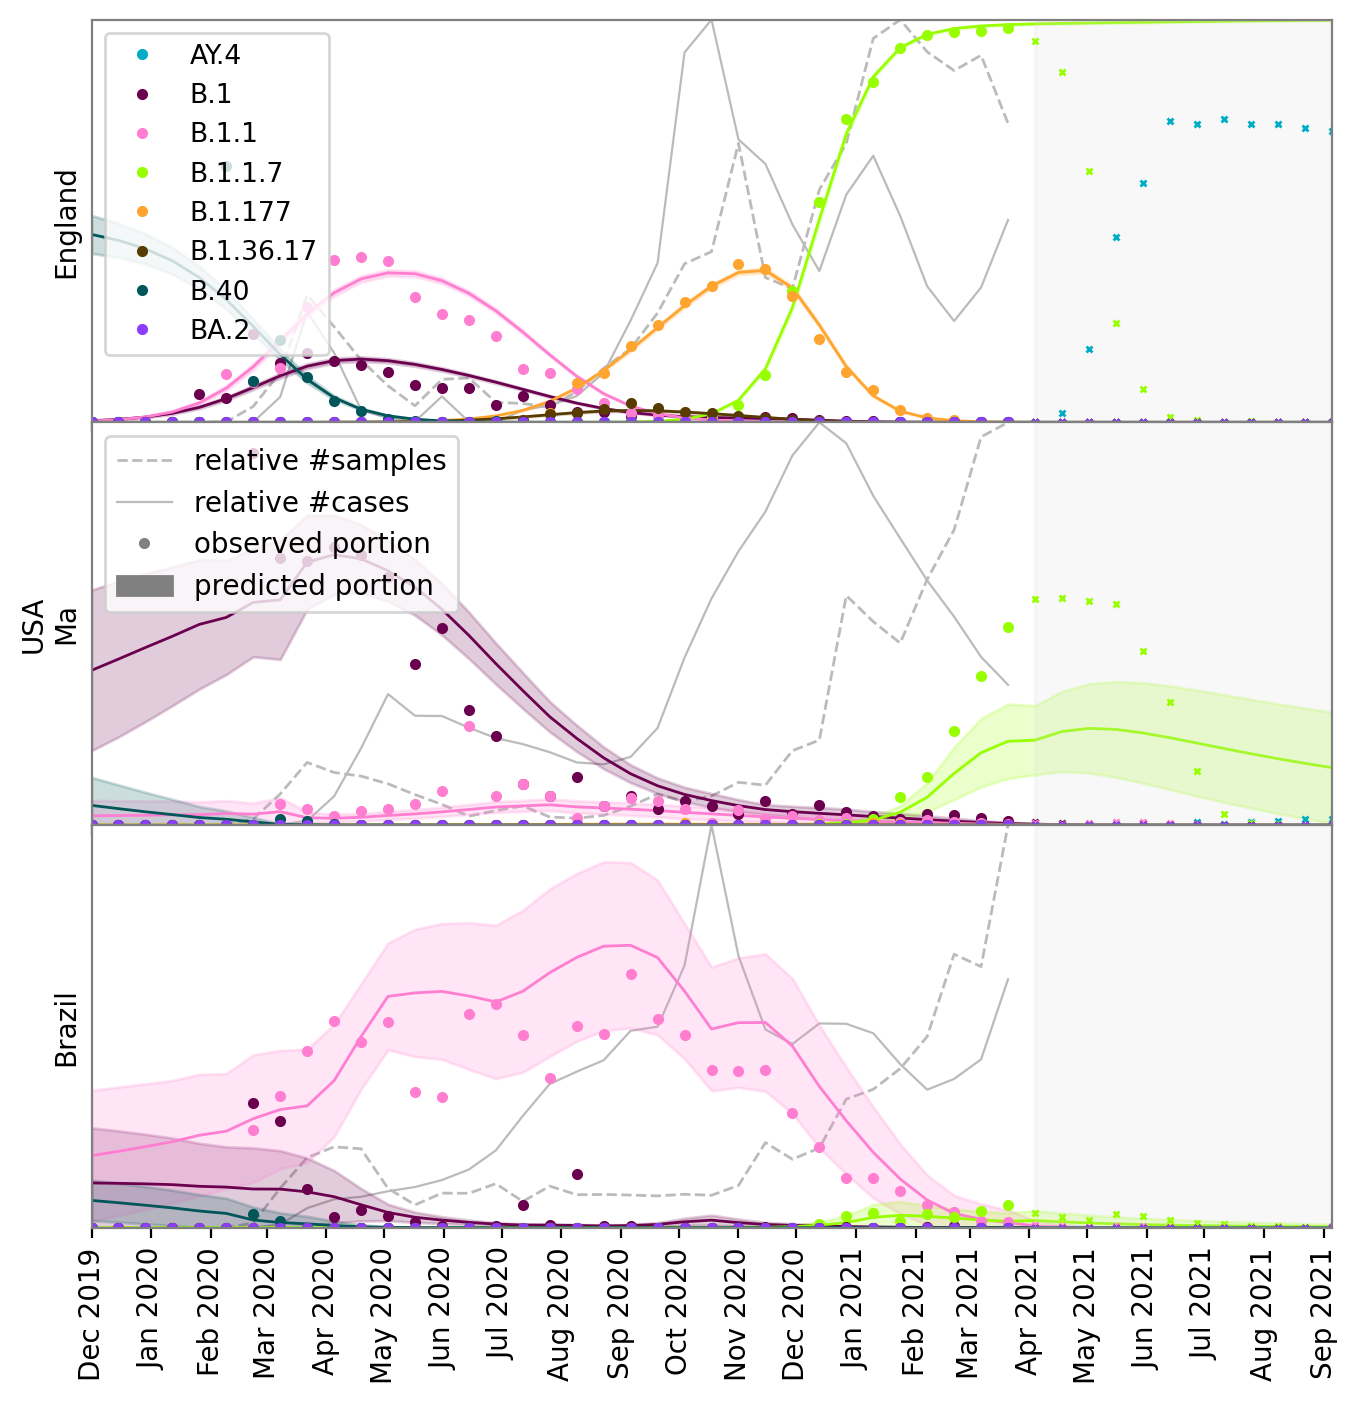 England
AY.4
B.1
B.1.1
B.1.1.7
B.1.177
B.1.36.17
B.40
BA.2
USA
Ma
relative #samples
relative #cases
observed portion
predicted portion
Brazil
Dec 2019
Jan 2020
Feb 2020
Mar 2020
Apr 2020
May 2020
Jun 2020
Jul 2020
Aug 2020
Sep 2020
Oct 2020
Nov 2020
Dec 2020
Jan 2021
Feb 2021
Mar 2021
Apr 2021
May 2021
Jun 2021
Jul 2021
Aug 2021
Sep 2021